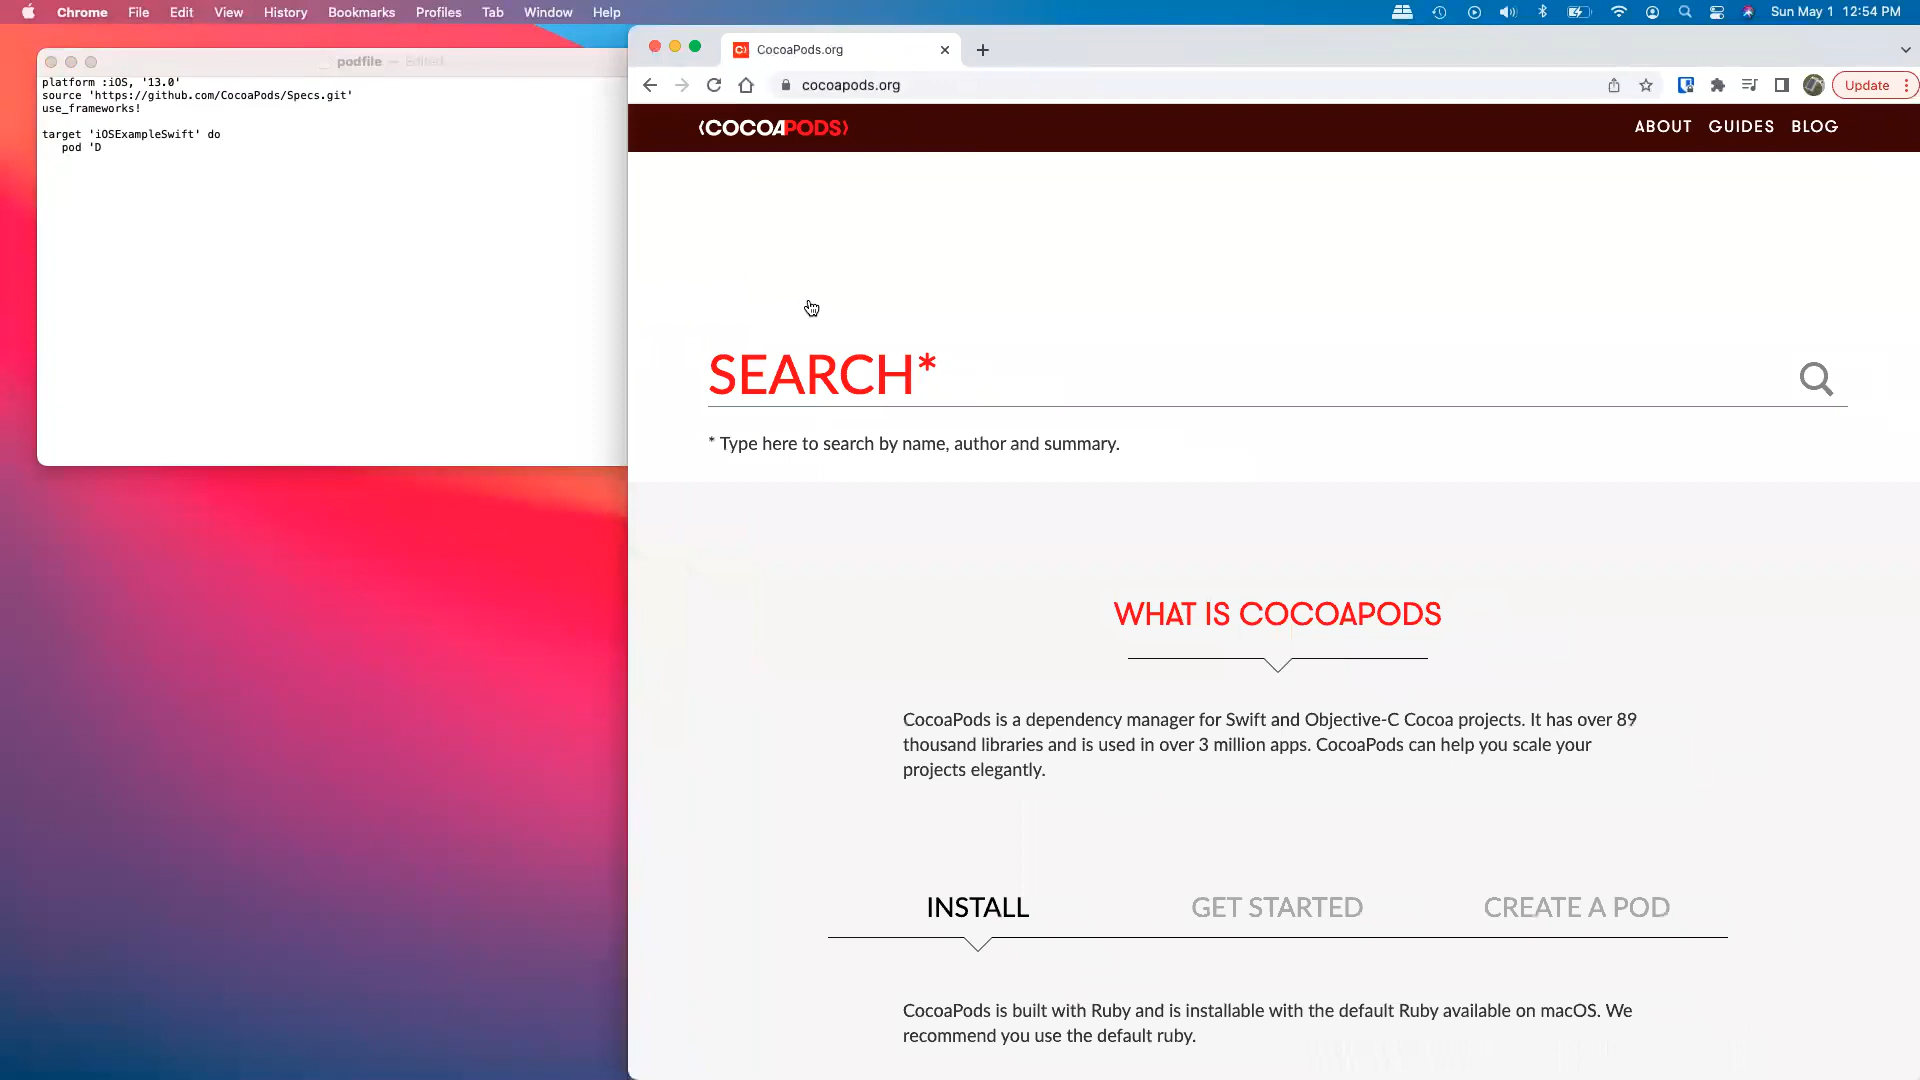 Chrome File Edit View History Bookmarks Profiles Tab Window Help
Sun May 1 12:54 PM
podfile — Edited
platform :iOS, '13.0'
source 'https://github.com/CocoaPods/Specs.git'
use_frameworks!
target 'iOSExampleSwift' do
pod 'D
CocoaPods.org
cocoapods.org
Update
COCOAPODS
ABOUT GUIDES BLOG
SEARCH*
* Type here to search by name, author and summary.
WHAT IS COCOAPODS
CocoaPods is a dependency manager for Swift and Objective-C Cocoa projects. It has over 89
thousand libraries and is used in over 3 million apps. CocoaPods can help you scale your
projects elegantly.
INSTALL GET STARTED CREATE A POD
CocoaPods is built with Ruby and is installable with the default Ruby available on macOS. We
recommend you use the default ruby.